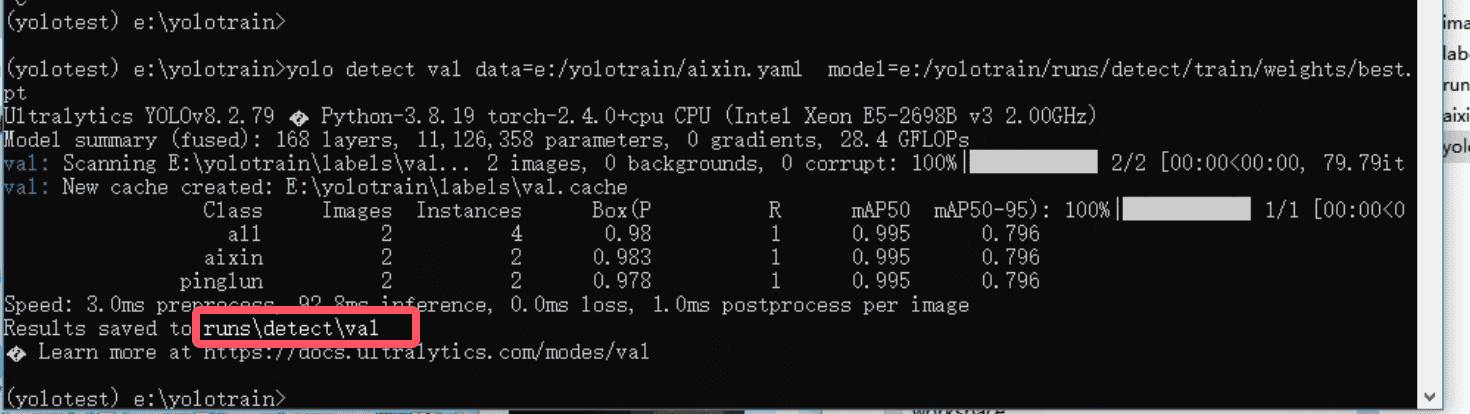 (yolotest) e:\yolotrain>
(yolotest) e:\yolotrain>yolo detect val data=e:/yolotrain/aixin.yaml  model=e:/yolotrain/runs/detect/train/weights/best.
pt
Ultralytics YOLOv8.2.79 � Python-3.8.19 torch-2.4.0+cpu CPU (Intel Xeon E5-2698B v3 2.00GHz)
Model summary (fused): 168 layers, 11,126,358 parameters, 0 gradients, 28.4 GFLOPs
val: Scanning E:\yolotrain\labels\val... 2 images, 0 backgrounds, 0 corrupt: 100%| 2/2 [00:00<00:00, 79.79it
val: New cache created: E:\yolotrain\labels\val.cache
Class Images Instances Box(P R mAP50 mAP50-95): 100%| 1/1 [00:00<0
all 2 4 0.98 1 0.995 0.796
aixin 2 2 0.983 1 0.995 0.796
pinglun 2 2 0.978 1 0.995 0.796
Speed: 3.0ms preprocess, 92.8ms inference, 0.0ms loss, 1.0ms postprocess per image
Results saved to runs\detect\val
� Learn more at https://docs.ultralytics.com/modes/val
(yolotest) e:\yolotrain>
ima
lab
run
aixi
yolo
workspace